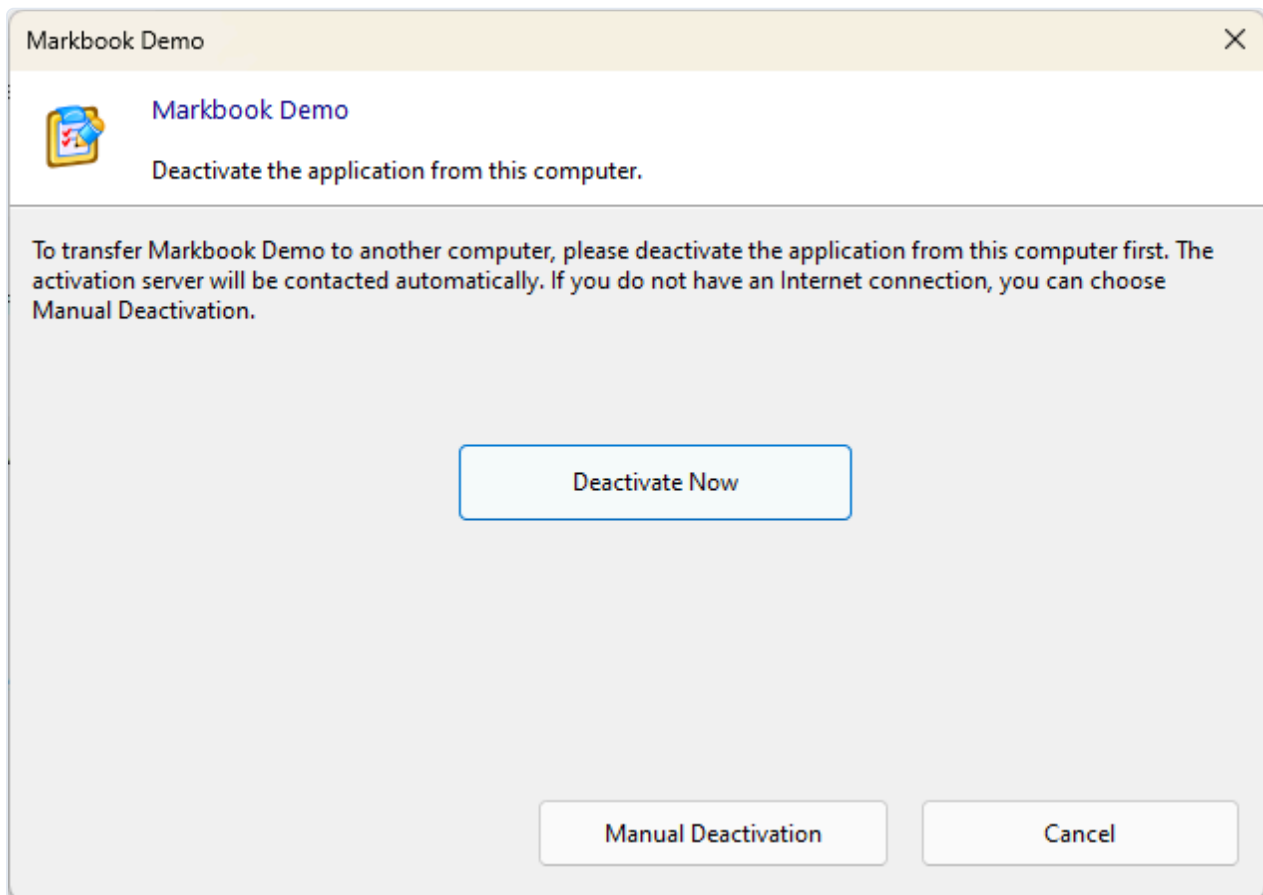 Markbook Demo
Markbook Demo
Deactivate the application from this computer.
To transfer Markbook Demo to another computer, please deactivate the application from this computer first. The
activation server will be contacted automatically. If you do not have an Internet connection, you can choose
Manual Deactivation.
Deactivate Now
Manual Deactivation
Cancel